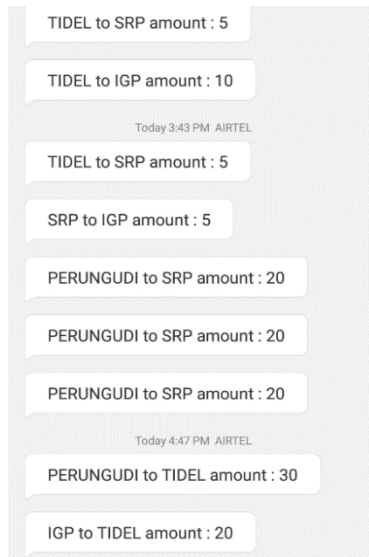 TIDEL to SRP amount : 5
TIDEL to IGP amount : 10
Today 3:43 PM AIRTEL
TIDEL to SRP amount : 5
SRP to IGP amount : 5
PERUNGUDI to SRP amount : 20
PERUNGUDI to SRP amount : 20
PERUNGUDI to SRP amount : 20
Today 4:47 PM AIRTEL
PERUNGUDI to TIDEL amount : 30
IGP to TIDEL amount : 20